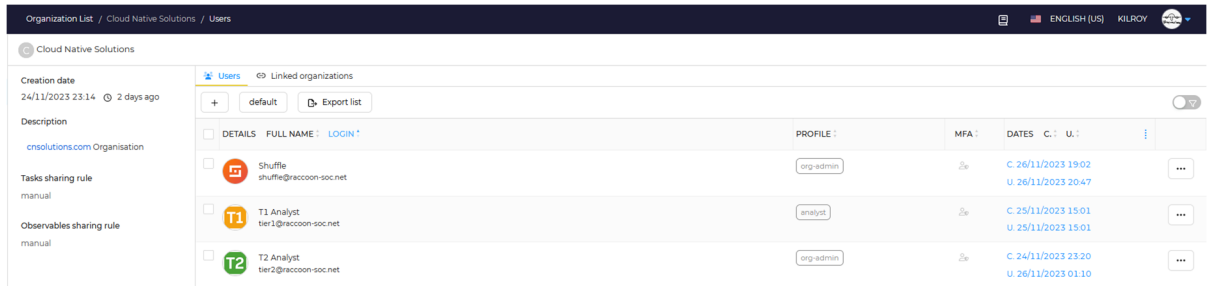 Organization List / Cloud Native Solutions / Users
ENGLISH (US) KILROY
C Cloud Native Solutions
Creation date
24/11/2023 23:14 2 days ago
Description
cnsolutions.com Organisation
Tasks sharing rule
manual
Observables sharing rule
manual
Users Linked organizations
+ default Export list
DETAILS FULL NAME LOGIN PROFILE MFA DATES C. U.
Shuffle
shuffle@raccoon-soc.net
org-admin
C. 26/11/2023 19:02
U. 26/11/2023 20:47
T1
T1 Analyst
tier1@raccoon-soc.net
analyst
C. 25/11/2023 15:01
U. 25/11/2023 15:01
T2
T2 Analyst
tier2@raccoon-soc.net
org-admin
C. 24/11/2023 23:20
U. 26/11/2023 01:10